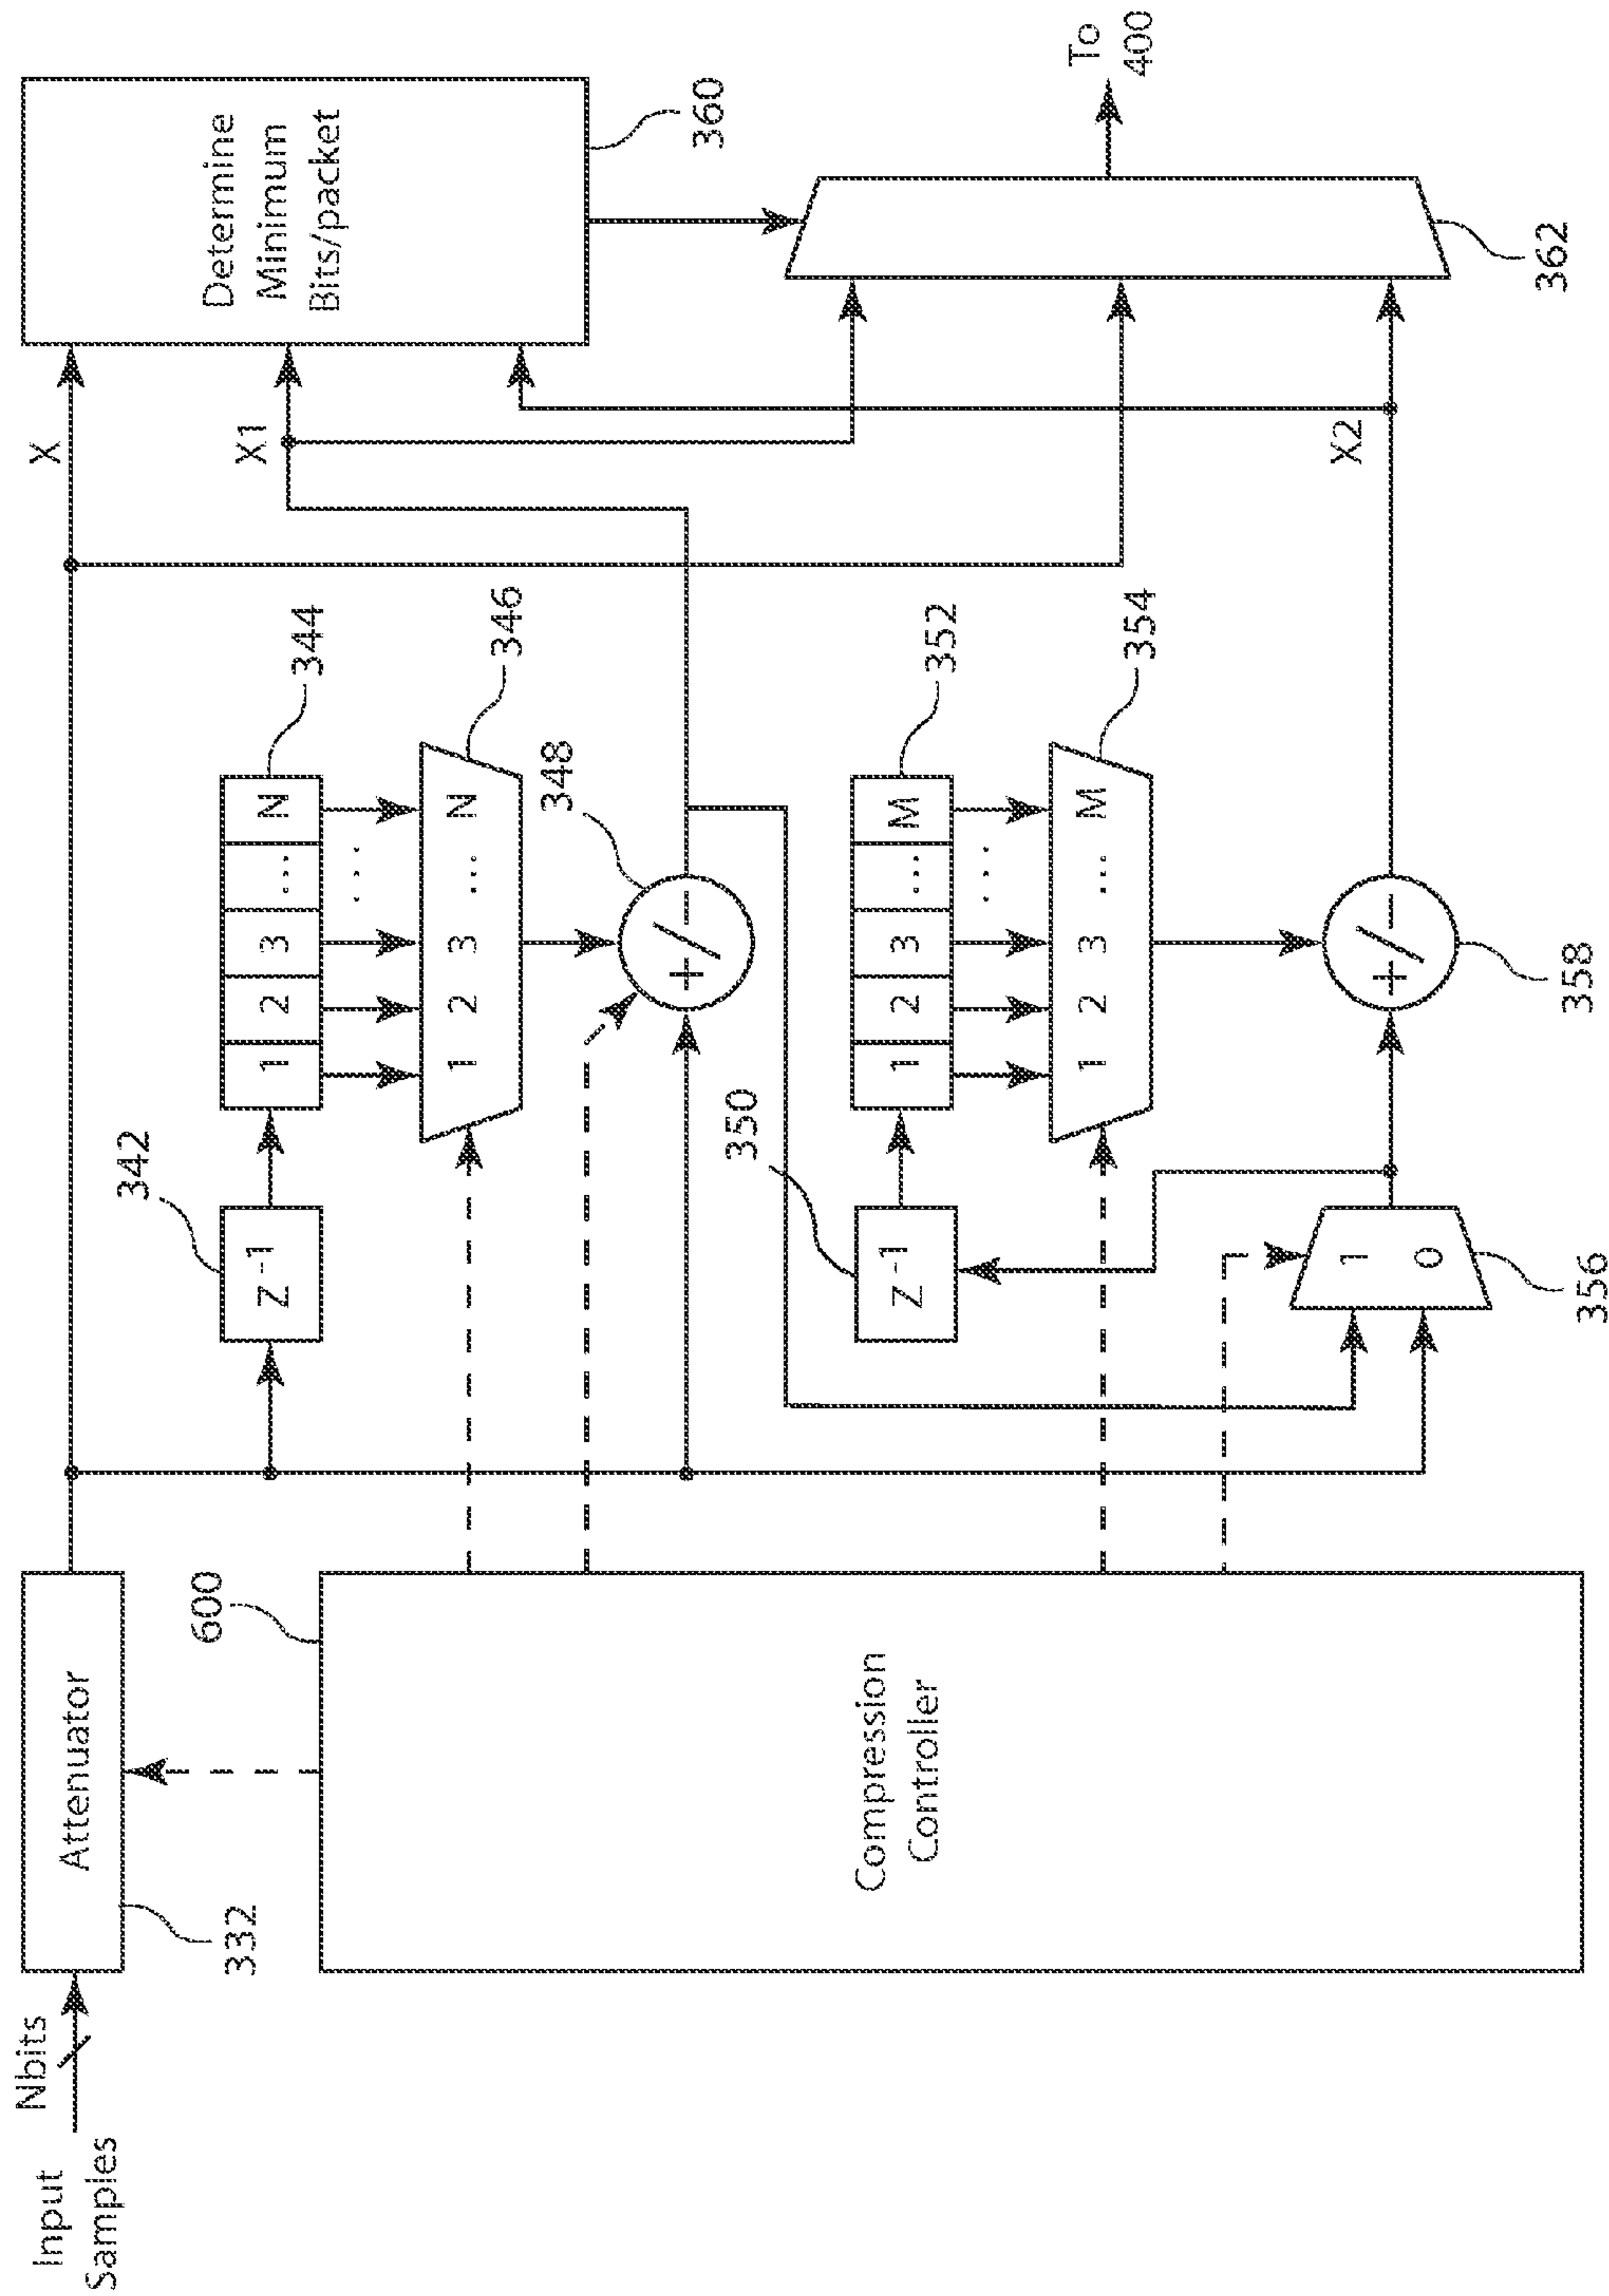 Input
Samples
Nbits
Attenuator
332
600
Compression
Controller
342
Z⁻¹
1 2 3 ... N
344
...
1 2 3 ... N
346
+/−
348
350
Z⁻¹
1 2 3 ... M
352
...
1 2 3 ... M
354
1
0
356
+/−
358
X
X1
X2
Determine
Minimum
Bits/packet
360
362
To
400